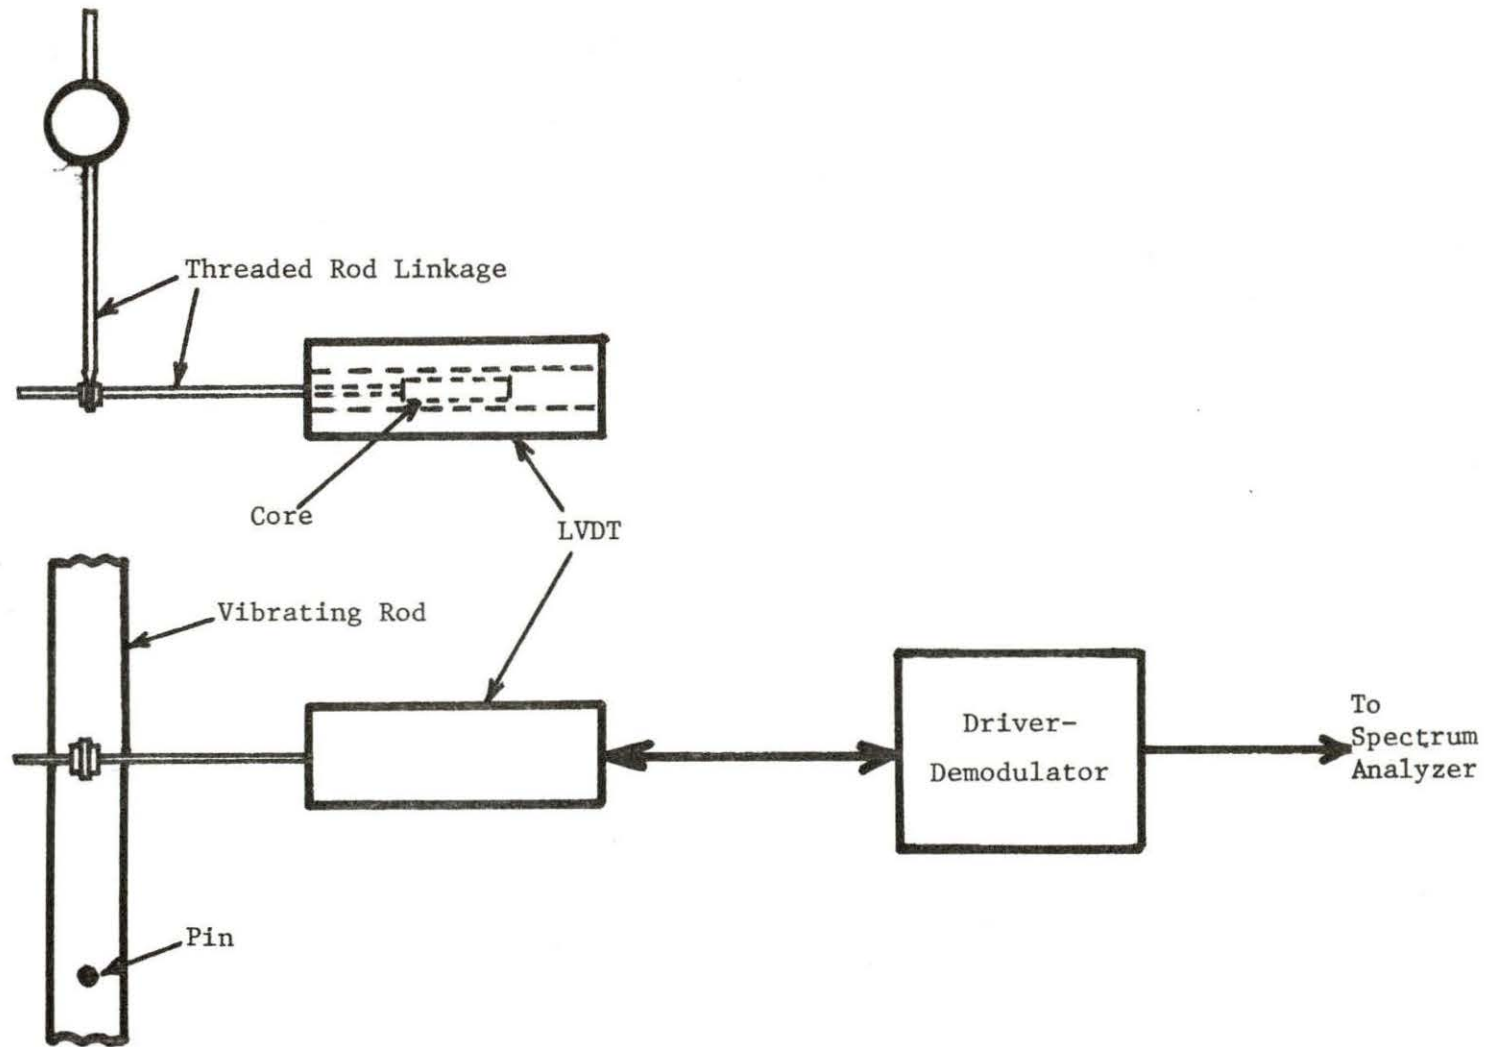 Threaded Rod Linkage
Core
LVDT
Vibrating Rod
Driver-
Demodulator
To
Spectrum
Analyzer
Pin